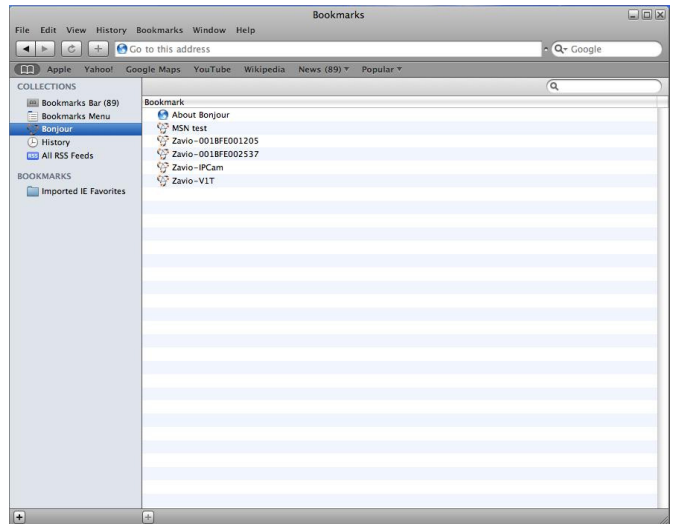 Bookmarks
File Edit View History Bookmarks Window Help
Go to this address
Google
Apple Yahoo! Google Maps YouTube Wikipedia News (89) Popular
COLLECTIONS
Bookmarks Bar (89)
Bookmarks Menu
Bonjour
History
RSS All RSS Feeds
BOOKMARKS
Imported IE Favorites
Bookmark
About Bonjour
MSN test
Zavio-001BFE001205
Zavio-001BFE002537
Zavio-IPCam
Zavio-V1T